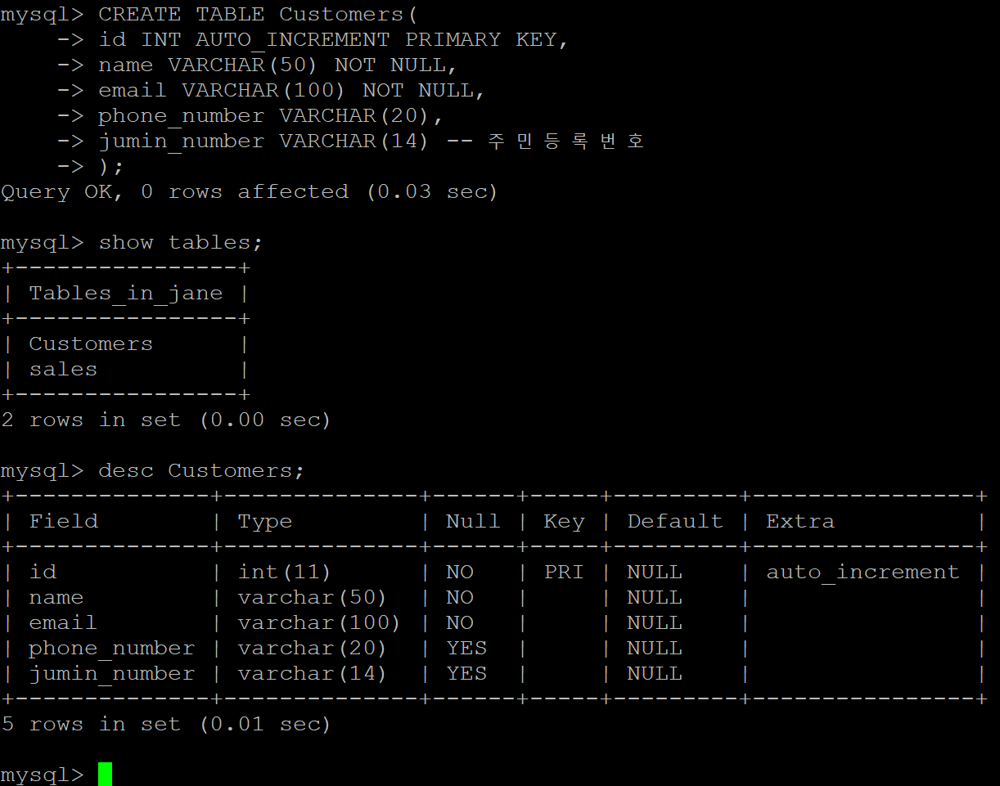 mysql> CREATE TABLE Customers(
    -> id INT AUTO_INCREMENT PRIMARY KEY,
    -> name VARCHAR(50) NOT NULL,
    -> email VARCHAR(100) NOT NULL,
    -> phone_number VARCHAR(20),
    -> jumin_number VARCHAR(14) -- 주민등록번호
    -> );
Query OK, 0 rows affected (0.03 sec)

mysql> show tables;
+----------------+
| Tables_in_jane |
+----------------+
| Customers      |
| sales          |
+----------------+
2 rows in set (0.00 sec)

mysql> desc Customers;
+--------------+--------------+------+-----+---------+----------------+
| Field        | Type         | Null | Key | Default | Extra          |
+--------------+--------------+------+-----+---------+----------------+
| id           | int(11)      | NO   | PRI | NULL    | auto_increment |
| name         | varchar(50)  | NO   |     | NULL    |                |
| email        | varchar(100) | NO   |     | NULL    |                |
| phone_number | varchar(20)  | YES  |     | NULL    |                |
| jumin_number | varchar(14)  | YES  |     | NULL    |                |
+--------------+--------------+------+-----+---------+----------------+
5 rows in set (0.01 sec)

mysql>